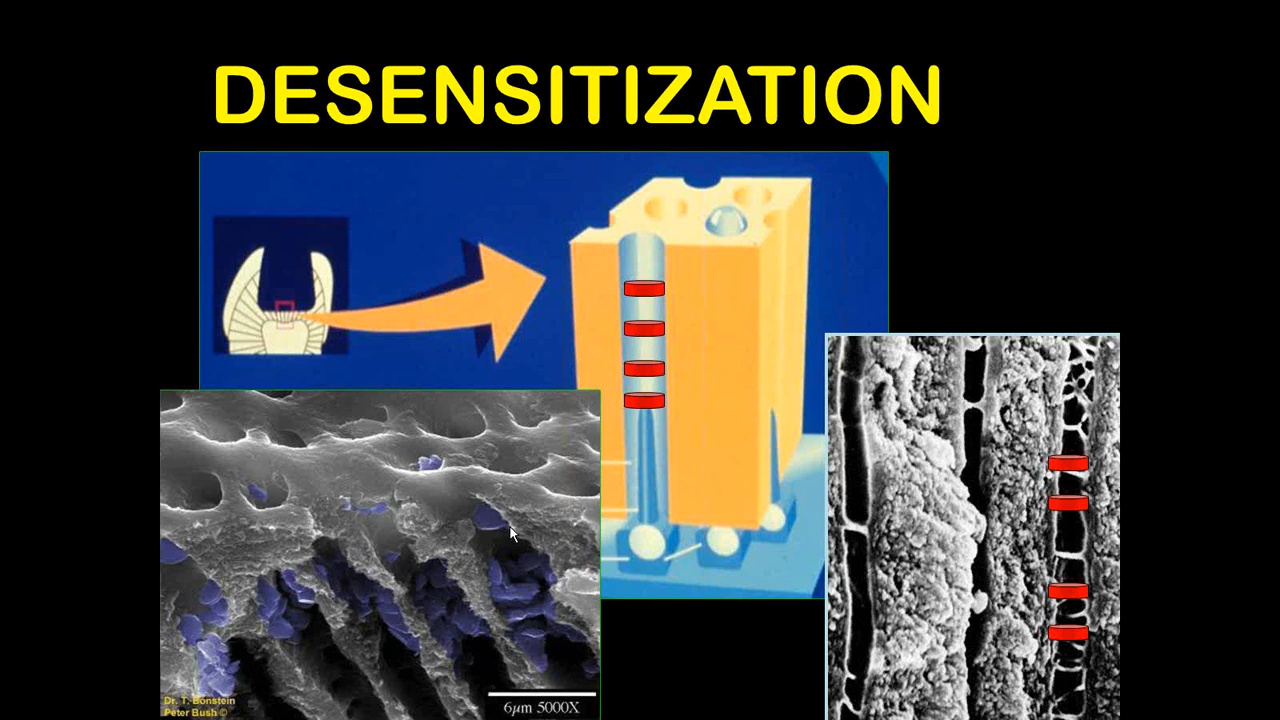 DESENSITIZATION
Dr. T. Bonstein
Peter Bush ©
6µm 5000X